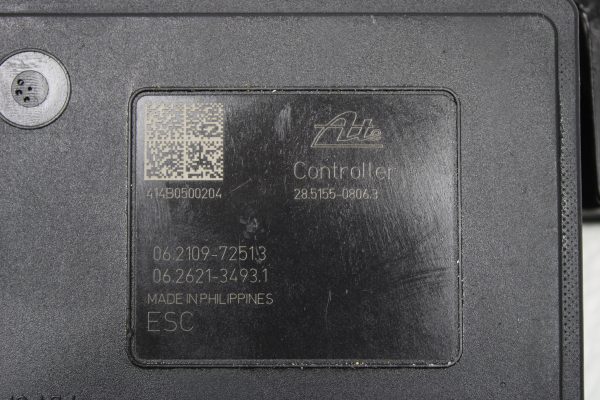 Ate
Controller
414B0500204
28.5155-0806.3
06.2109-7251.3
06.2621-3493.1
MADE IN PHILIPPINES
ESC